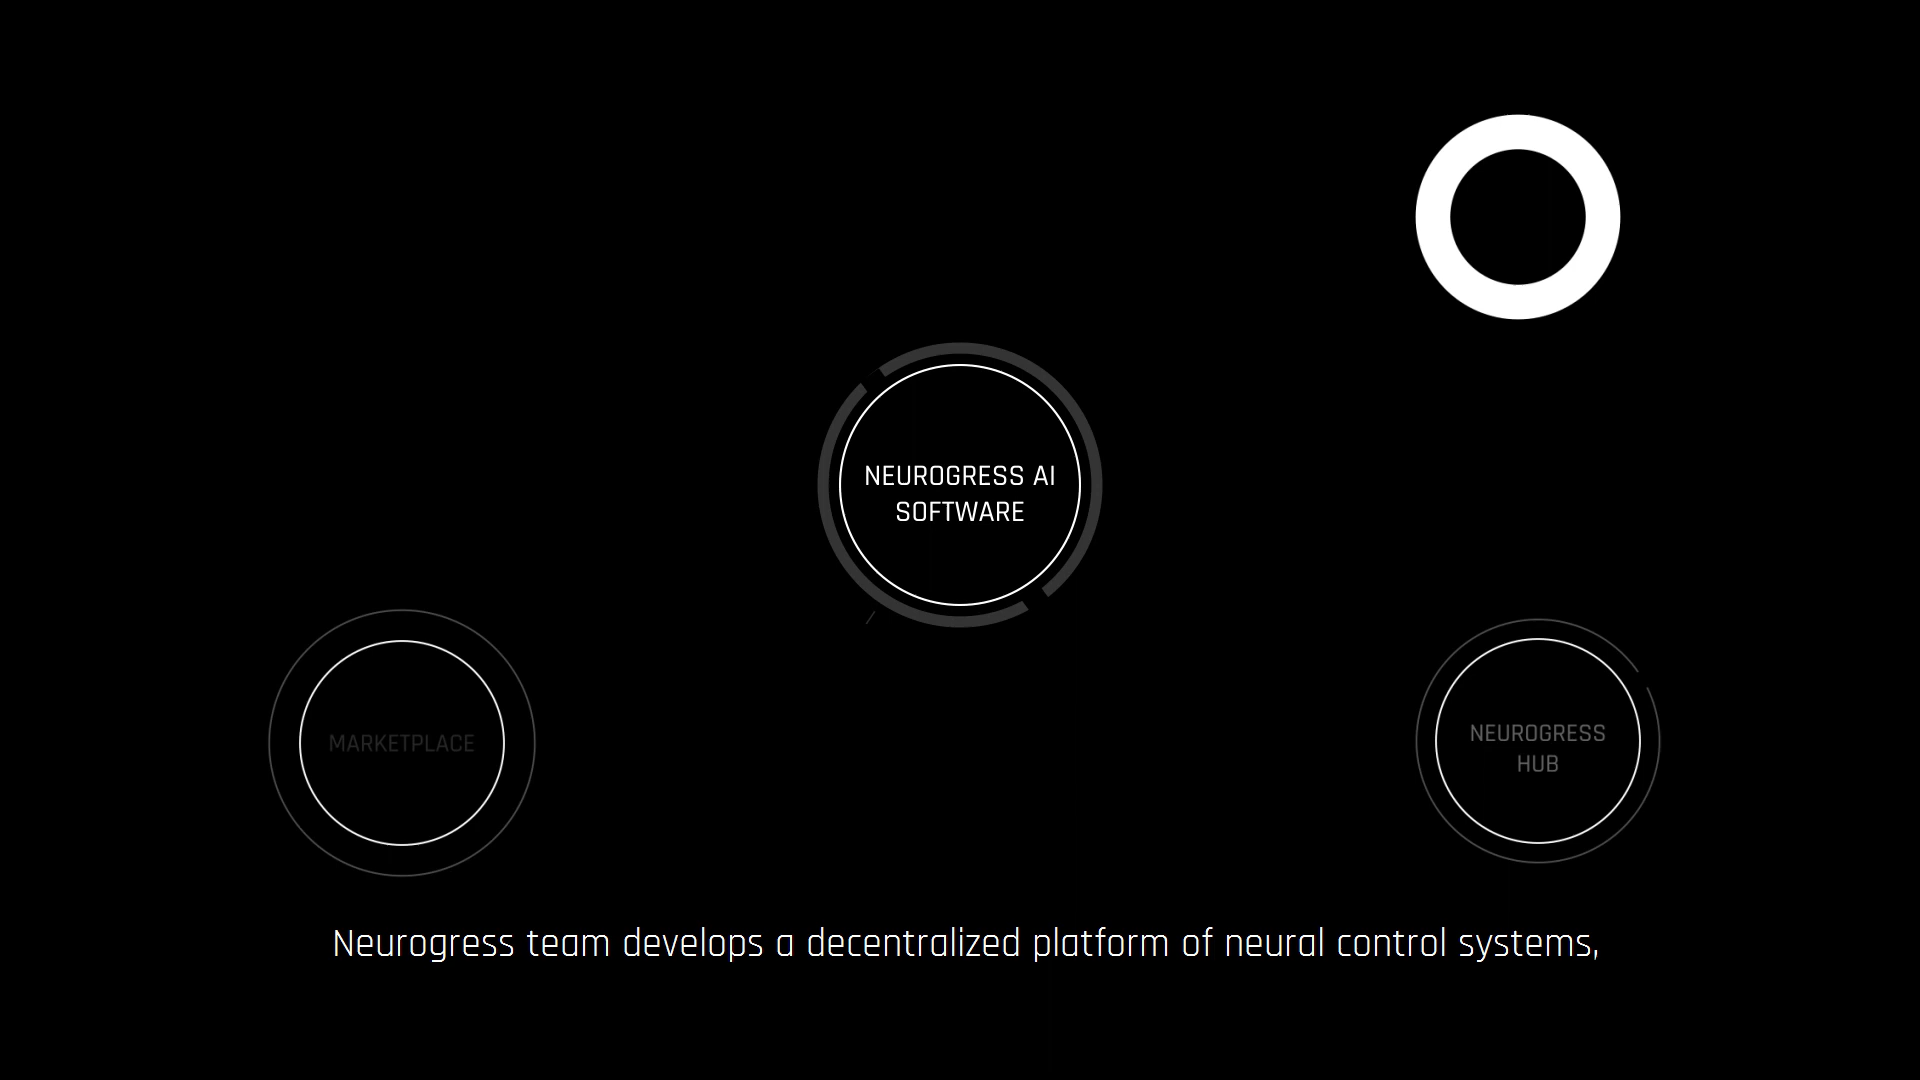 NEUROGRESS AI
SOFTWARE
MARKETPLACE
NEUROGRESS
HUB
Neurogress team develops a decentralized platform of neural control systems,